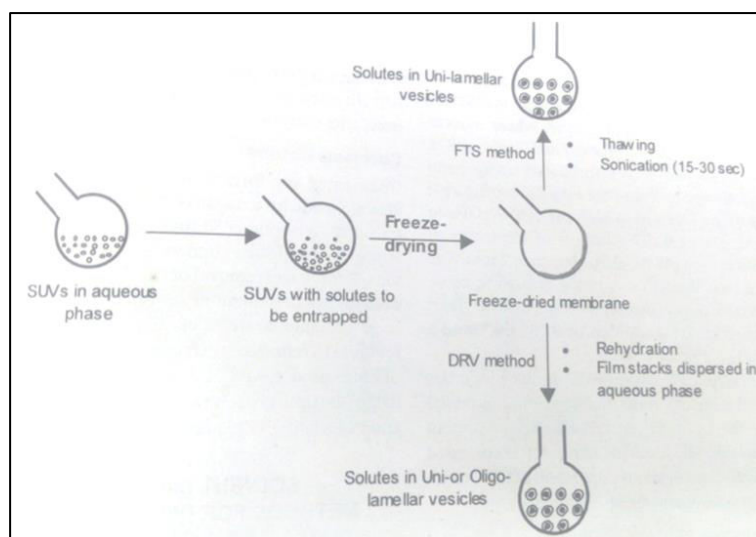 Solutes in Uni-lamellar
vesicles
FTS method
• Thawing
• Sonication (15-30 sec)
SUVs in aqueous
phase
SUVs with solutes to
be entrapped
Freeze-
drying
Freeze-dried membrane
DRV method
• Rehydration
• Film stacks dispersed in
aqueous phase
Solutes in Uni-or Oligo-
lamellar vesicles